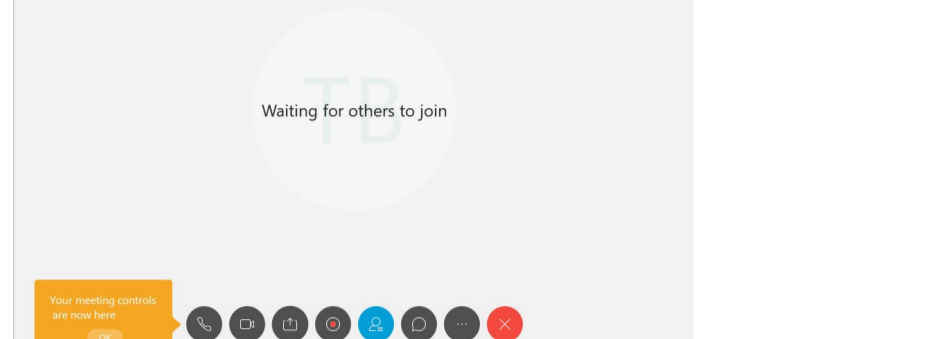 TB
Waiting for others to join
Your meeting controls
are now here
OK